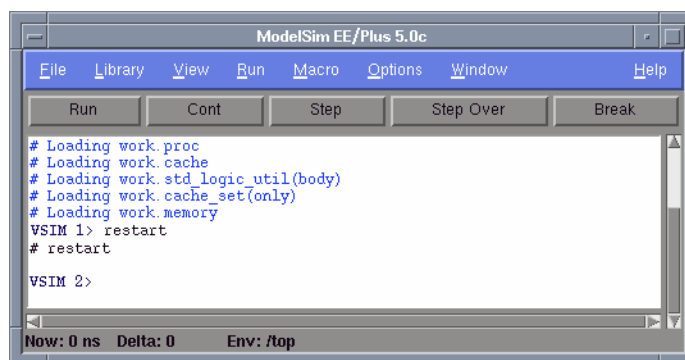 ModelSim EE/Plus 5.0c
File Library View Run Macro Options Window Help
Run Cont Step Step Over Break
# Loading work.proc
# Loading work.cache
# Loading work.std_logic_util(body)
# Loading work.cache_set(only)
# Loading work.memory
VSIM 1> restart
# restart
VSIM 2>
Now: 0 ns Delta: 0 Env: /top